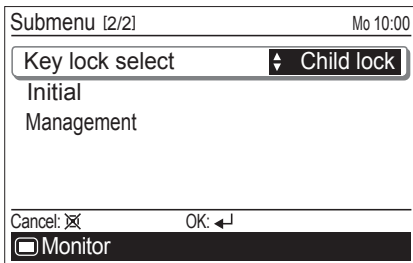 Submenu [2/2] Mo 10:00
Key lock select Child lock
Initial
Management
Cancel: OK:
Monitor